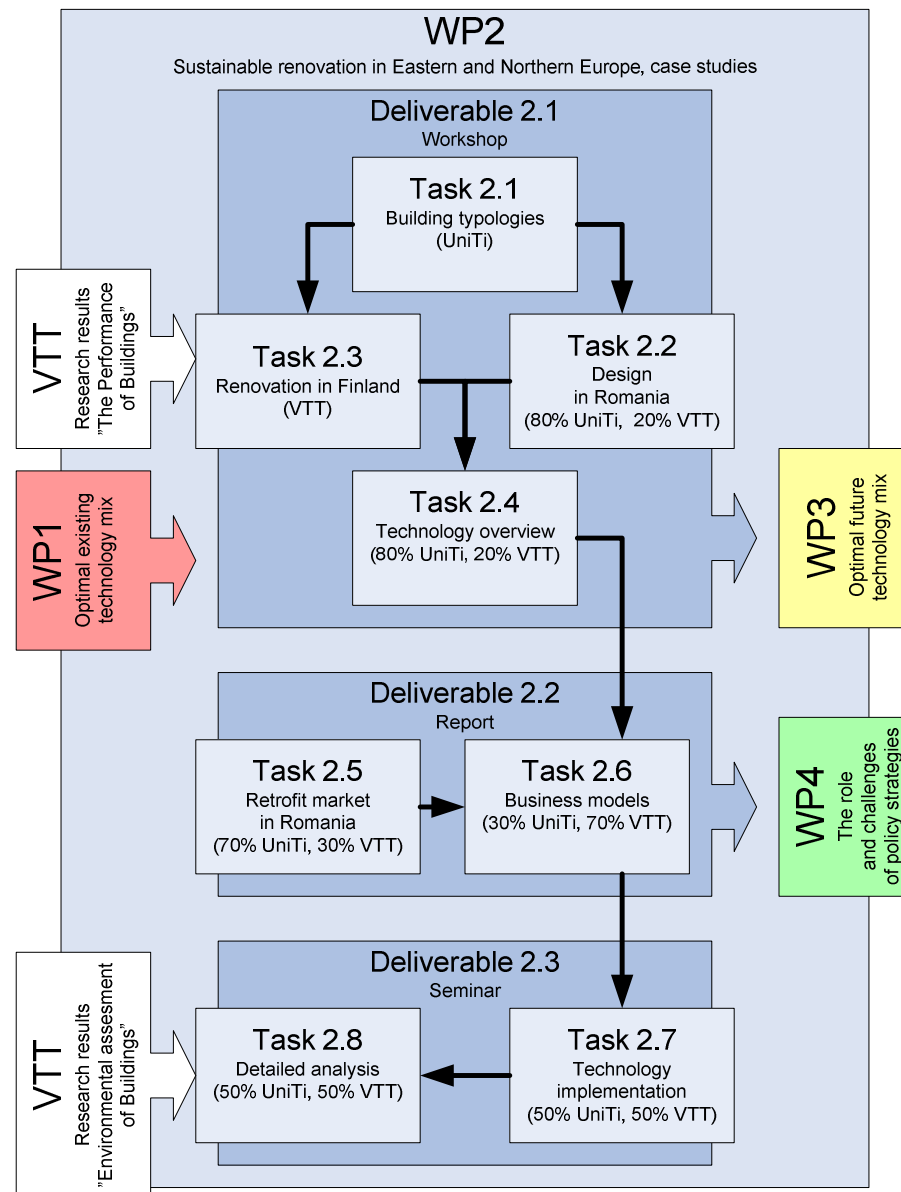 WP2
Sustainable renovation in Eastern and Northern Europe, case studies
Deliverable 2.1
Workshop
Task 2.1
Building typologies
(UniTi)
VTT
Research results
"The Performance
of Buildings"
Task 2.3
Renovation in Finland
(VTT)
Task 2.2
Design
in Romania
(80% UniTi, 20% VTT)
WP1
Optimal existing
technology mix
Task 2.4
Technology overview
(80% UniTi, 20% VTT)
WP3
Optimal future
technology mix
Deliverable 2.2
Report
Task 2.5
Retrofit market
in Romania
(70% UniTi, 30% VTT)
Task 2.6
Business models
(30% UniTi, 70% VTT)
WP4
The role
and challenges
of policy strategies
Deliverable 2.3
Seminar
VTT
Research results
"Environmental assesment
of Buildings"
Task 2.8
Detailed analysis
(50% UniTi, 50% VTT)
Task 2.7
Technology
implementation
(50% UniTi, 50% VTT)